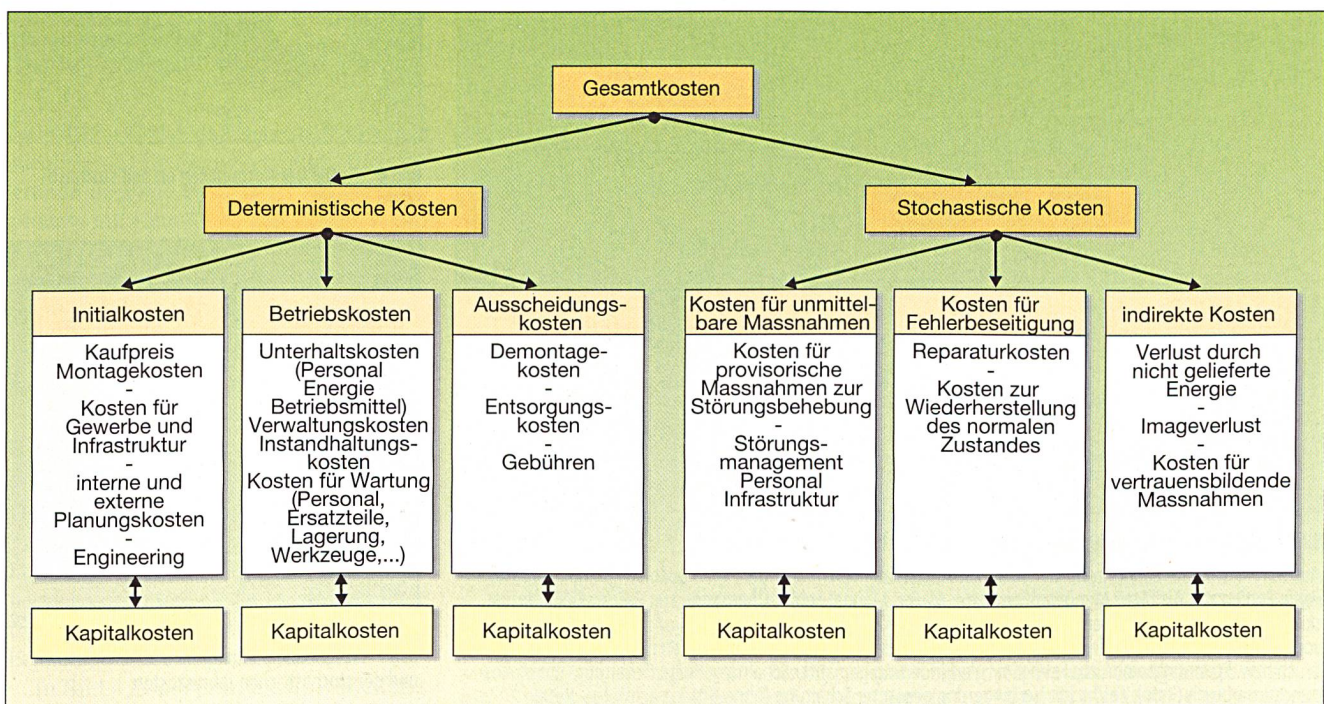 Gesamtkosten
Deterministische Kosten
Stochastische Kosten
Initialkosten
Kaufpreis
Montagekosten
-
Kosten für
Gewerbe und
Infrastruktur
-
interne und
externe
Planungskosten
-
Engineering
Betriebskosten
Unterhaltskosten
(Personal
Energie
Betriebsmittel)
Verwaltungskosten
Instandhaltungs-
kosten
Kosten für Wartung
(Personal,
Ersatzteile,
Lagerung,
Werkzeuge,...)
Ausscheidungs-
kosten
Demontage-
kosten
-
Entsorgungs-
kosten
-
Gebühren
Kosten für unmittel-
bare Massnahmen
Kosten für
provisorische
Massnahmen zur
Störungsbehebung
-
Störungs-
management
Personal
Infrastruktur
Kosten für
Fehlerbeseitigung
Reparaturkosten
-
Kosten zur
Wiederherstellung
des normalen
Zustandes
indirekte Kosten
Verlust durch
nicht gelieferte
Energie
-
Imageverlust
-
Kosten für
vertrauensbildende
Massnahmen
Kapitalkosten
Kapitalkosten
Kapitalkosten
Kapitalkosten
Kapitalkosten
Kapitalkosten